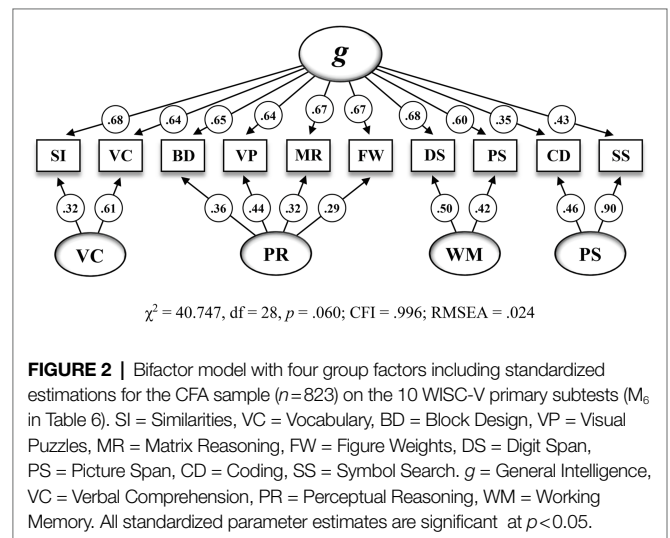 g
.68 .64 .65 .64 .67 .67 .68 .60 .35 .43
SI VC BD VP MR FW DS PS CD SS
.32 .61 .36 .44 .32 .29 .50 .42 .46 .90
VC PR WM PS
χ² = 40.747, df = 28, p = .060; CFI = .996; RMSEA = .024
FIGURE 2 | Bifactor model with four group factors including standardized
estimations for the CFA sample (n=823) on the 10 WISC-V primary subtests (M₆
in Table 6). SI = Similarities, VC = Vocabulary, BD = Block Design, VP = Visual
Puzzles, MR = Matrix Reasoning, FW = Figure Weights, DS = Digit Span,
PS = Picture Span, CD = Coding, SS = Symbol Search. g = General Intelligence,
VC = Verbal Comprehension, PR = Perceptual Reasoning, WM = Working
Memory. All standardized parameter estimates are significant at p<0.05.